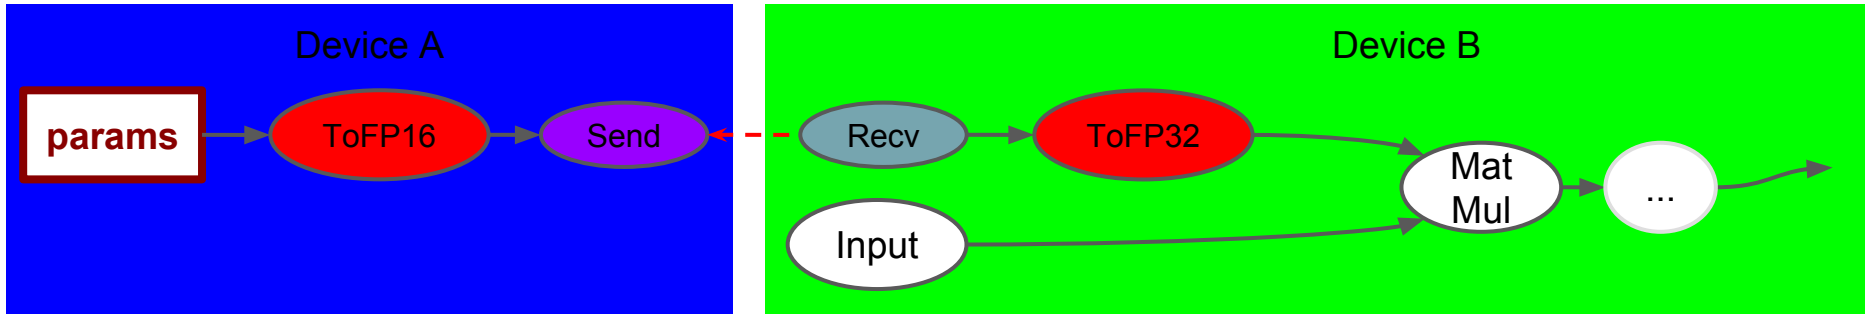 Device A
params
ToFP16
Send
Device B
Recv
ToFP32
Input
Mat
Mul
...